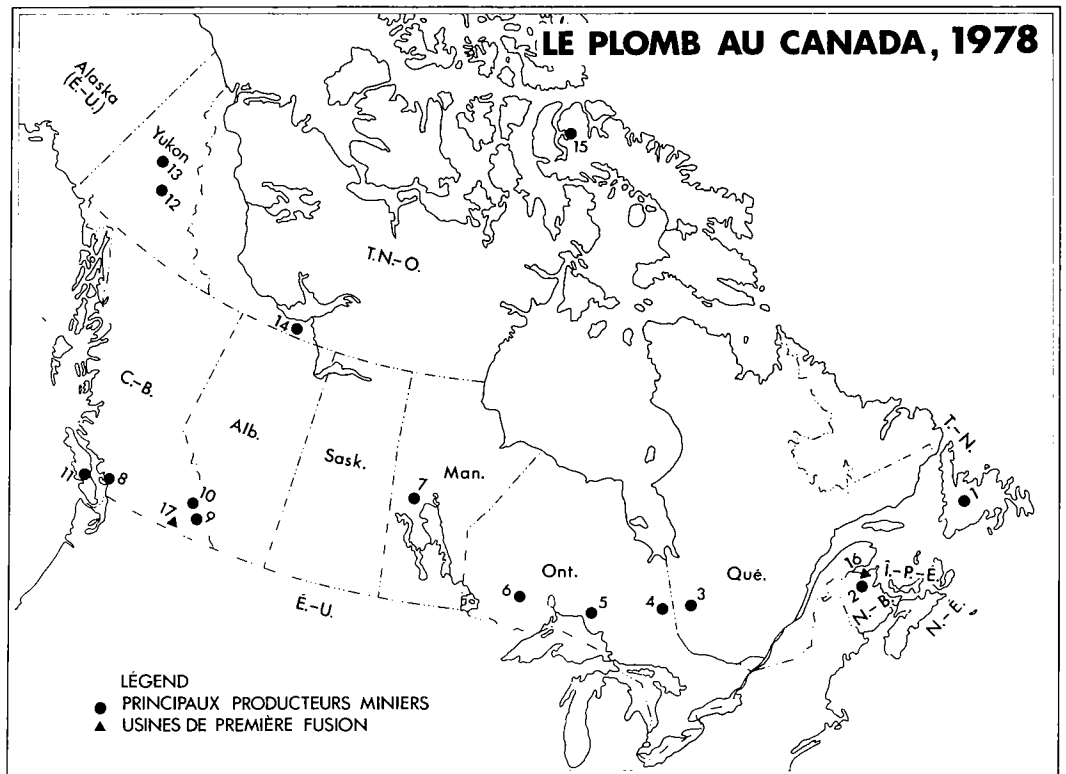 LE PLOMB AU CANADA, 1978
Alaska
(É.-U.)
Yukon
13
12
15
T.N.-O.
14
C.-B.
Alb.
Sask.
Man.
T.-N.
11
8
10
17
9
7
1
É.-U.
Ont.
6
5
4
3
Qué.
16
Î.-P.-É.
2
N.-B.
N.-É.
LÉGEND
● PRINCIPAUX PRODUCTEURS MINIERS
▲ USINES DE PREMIÈRE FUSION